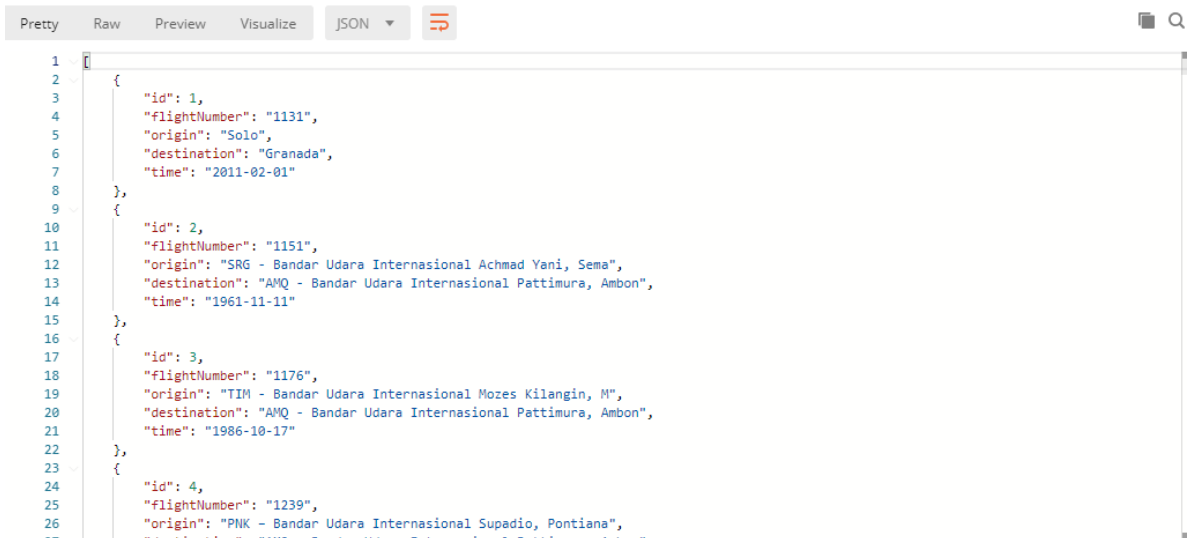 Pretty Raw Preview Visualize JSON
1 [
2 {
3 "id": 1,
4 "flightNumber": "1131",
5 "origin": "Solo",
6 "destination": "Granada",
7 "time": "2011-02-01"
8 },
9 {
10 "id": 2,
11 "flightNumber": "1151",
12 "origin": "SRG - Bandar Udara Internasional Achmad Yani, Sema",
13 "destination": "AMQ - Bandar Udara Internasional Pattimura, Ambon",
14 "time": "1961-11-11"
15 },
16 {
17 "id": 3,
18 "flightNumber": "1176",
19 "origin": "TIM - Bandar Udara Internasional Mozes Kilangin, M",
20 "destination": "AMQ - Bandar Udara Internasional Pattimura, Ambon",
21 "time": "1986-10-17"
22 },
23 {
24 "id": 4,
25 "flightNumber": "1239",
26 "origin": "PNK – Bandar Udara Internasional Supadio, Pontiana",